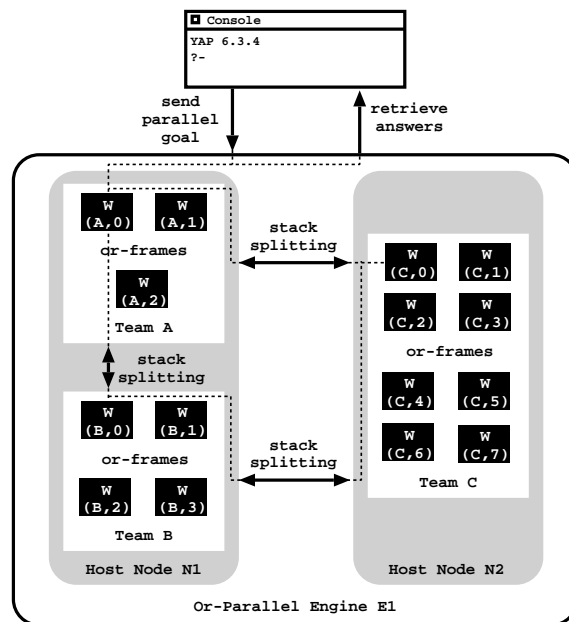 Console
YAP 6.3.4
?-
send
parallel
goal
retrieve
answers
W
(A,0)
W
(A,1)
or-frames
W
(A,2)
Team A
stack
splitting
W
(B,0)
W
(B,1)
or-frames
W
(B,2)
W
(B,3)
Team B
Host Node N1
stack
splitting
stack
splitting
W
(C,0)
W
(C,1)
W
(C,2)
W
(C,3)
or-frames
W
(C,4)
W
(C,5)
W
(C,6)
W
(C,7)
Team C
Host Node N2
Or-Parallel Engine E1